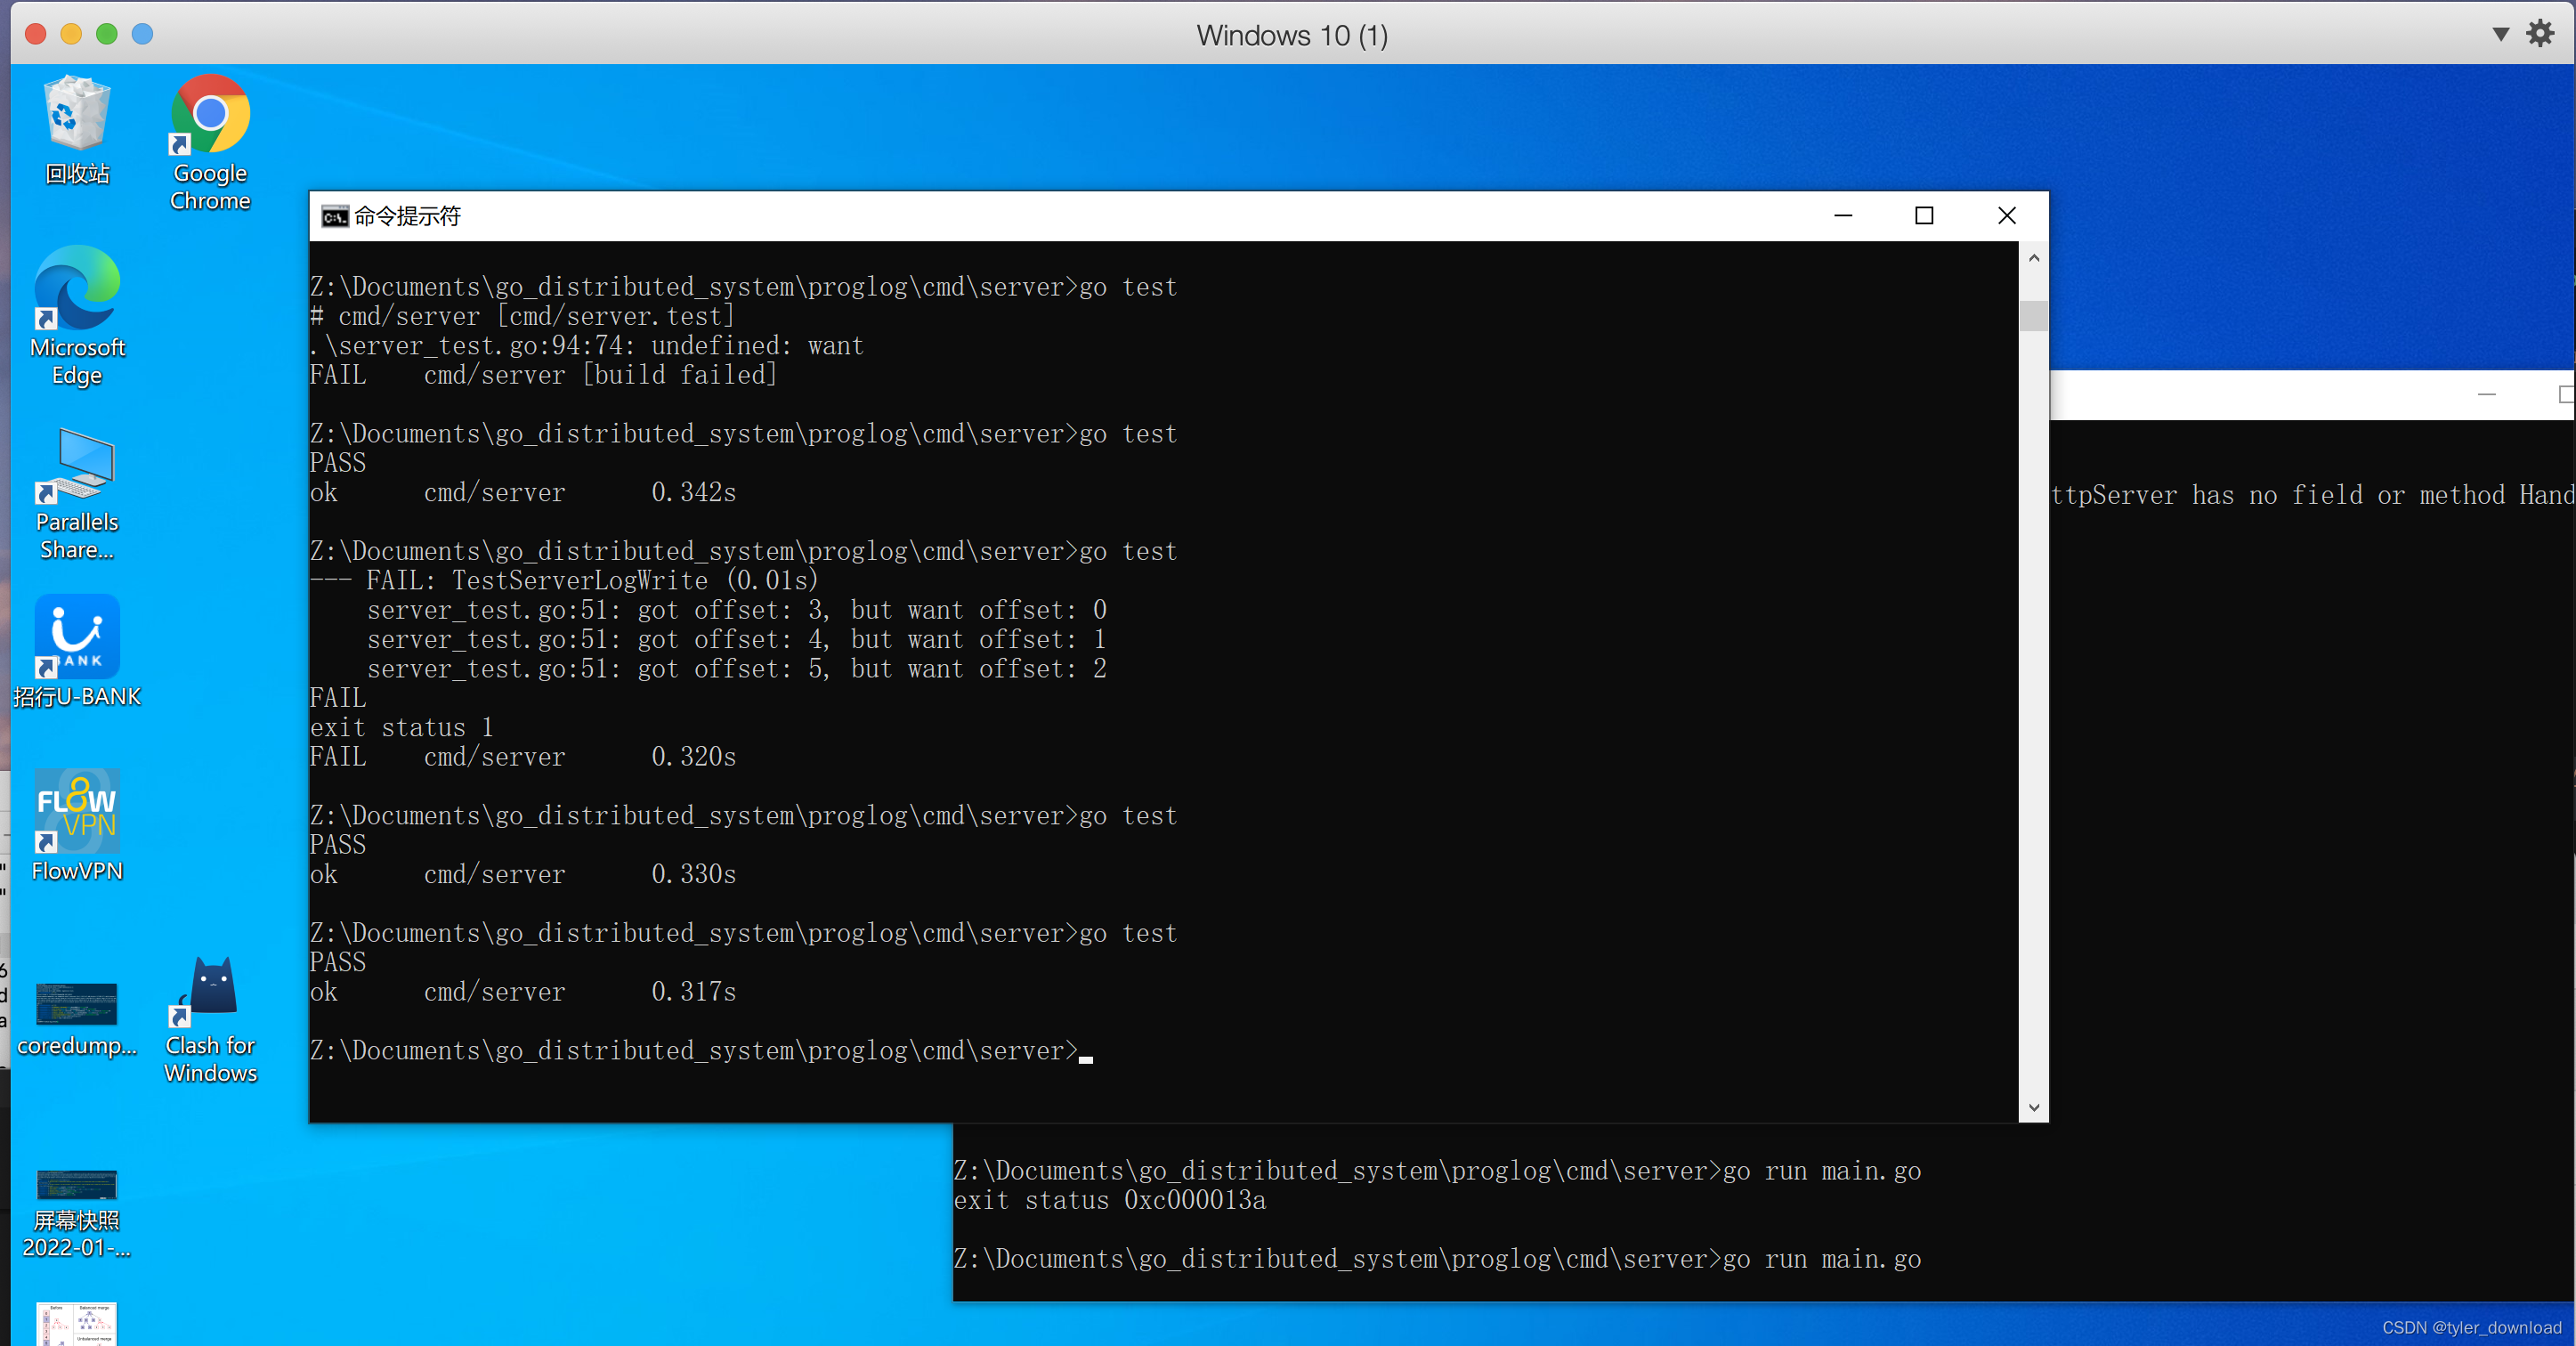 Windows 10 (1)
回收站
Google
Chrome
Microsoft
Edge
Parallels
Share...
招行U-BANK
FLOW
VPN
FlowVPN
coredump...
Clash for
Windows
屏幕快照
2022-01-...
命令提示符
Z:\Documents\go_distributed_system\proglog\cmd\server>go test
# cmd/server [cmd/server.test]
.\server_test.go:94:74: undefined: want
FAIL    cmd/server [build failed]
Z:\Documents\go_distributed_system\proglog\cmd\server>go test
PASS
ok      cmd/server      0.342s
Z:\Documents\go_distributed_system\proglog\cmd\server>go test
--- FAIL: TestServerLogWrite (0.01s)
    server_test.go:51: got offset: 3, but want offset: 0
    server_test.go:51: got offset: 4, but want offset: 1
    server_test.go:51: got offset: 5, but want offset: 2
FAIL
exit status 1
FAIL    cmd/server      0.320s
Z:\Documents\go_distributed_system\proglog\cmd\server>go test
PASS
ok      cmd/server      0.330s
Z:\Documents\go_distributed_system\proglog\cmd\server>go test
PASS
ok      cmd/server      0.317s
Z:\Documents\go_distributed_system\proglog\cmd\server>
ttpServer has no field or method Hand
Z:\Documents\go_distributed_system\proglog\cmd\server>go run main.go
exit status 0xc000013a
Z:\Documents\go_distributed_system\proglog\cmd\server>go run main.go
CSDN @tyler_download